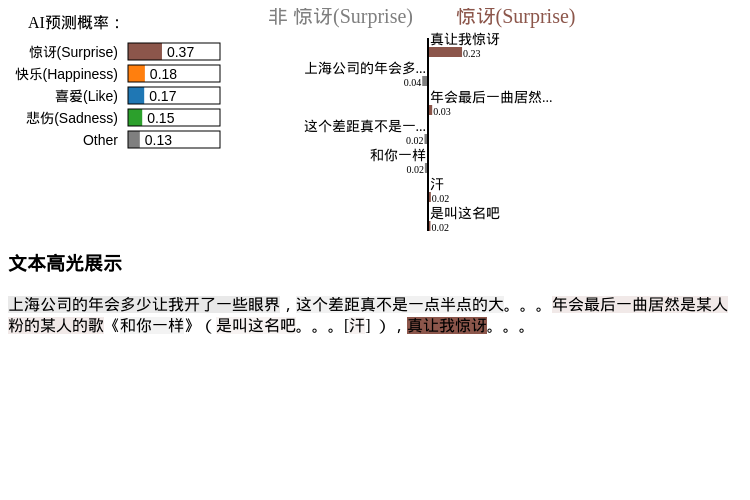 AI预测概率：
惊讶(Surprise) 0.37
快乐(Happiness) 0.18
喜爱(Like) 0.17
悲伤(Sadness) 0.15
Other 0.13
非 惊讶(Surprise) 惊讶(Surprise)
真让我惊讶
0.23
上海公司的年会多...
0.04
年会最后一曲居然...
0.03
这个差距真不是一...
0.02
和你一样
0.02
汗
0.02
是叫这名吧
0.02
文本高光展示
上海公司的年会多少让我开了一些眼界，这个差距真不是一点半点的大。。。年会最后一曲居然是某人
粉的某人的歌《和你一样》（是叫这名吧。。。[汗] ），真让我惊讶。。。